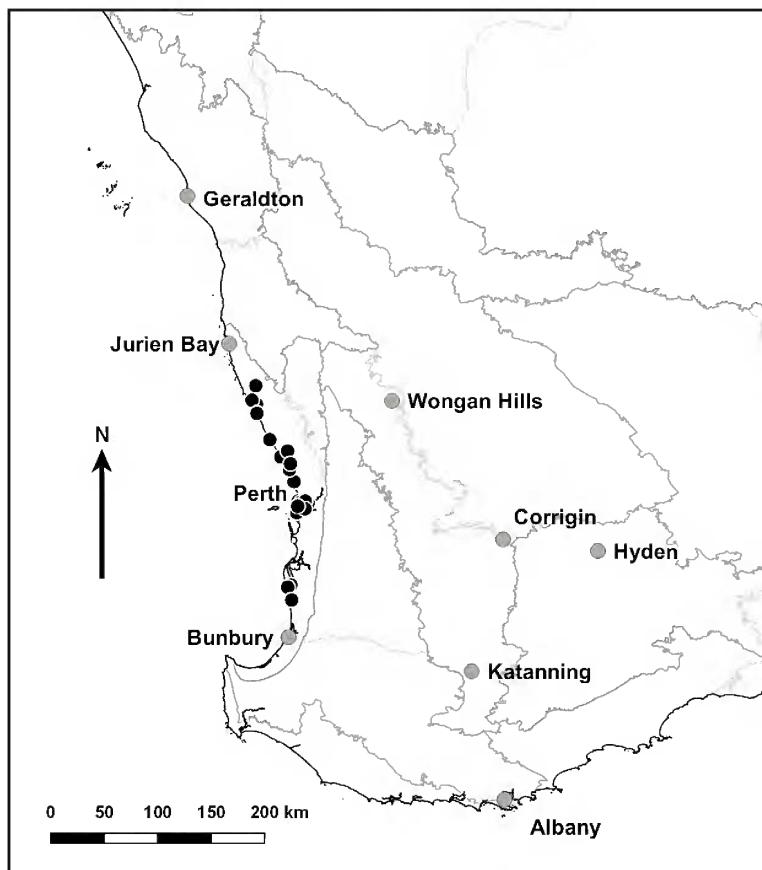 Geraldton
Jurien Bay
Wongan Hills
N
Perth
Corrigin
Hyden
Bunbury
Katanning
0 50 100 150 200 km
Albany